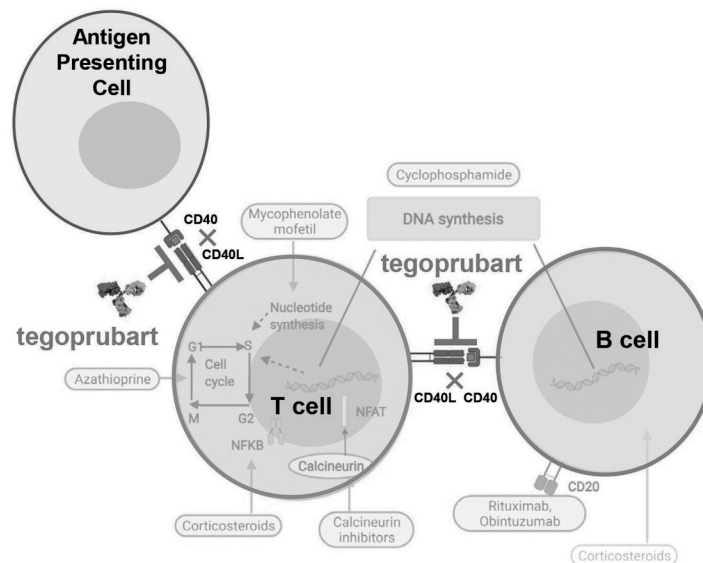 Antigen
Presenting
Cell
Cyclophosphamide
DNA synthesis
Mycophenolate
mofetil
CD40
CD40L
tegoprubart
tegoprubart
Nucleotide
synthesis
G1
S
Cell
cycle
M
G2
Azathioprine
T cell
NFAT
NFKB
Calcineurin
B cell
CD40L
CD40
CD20
Corticosteroids
Calcineurin
inhibitors
Rituximab,
Obintuzumab
Corticosteroids